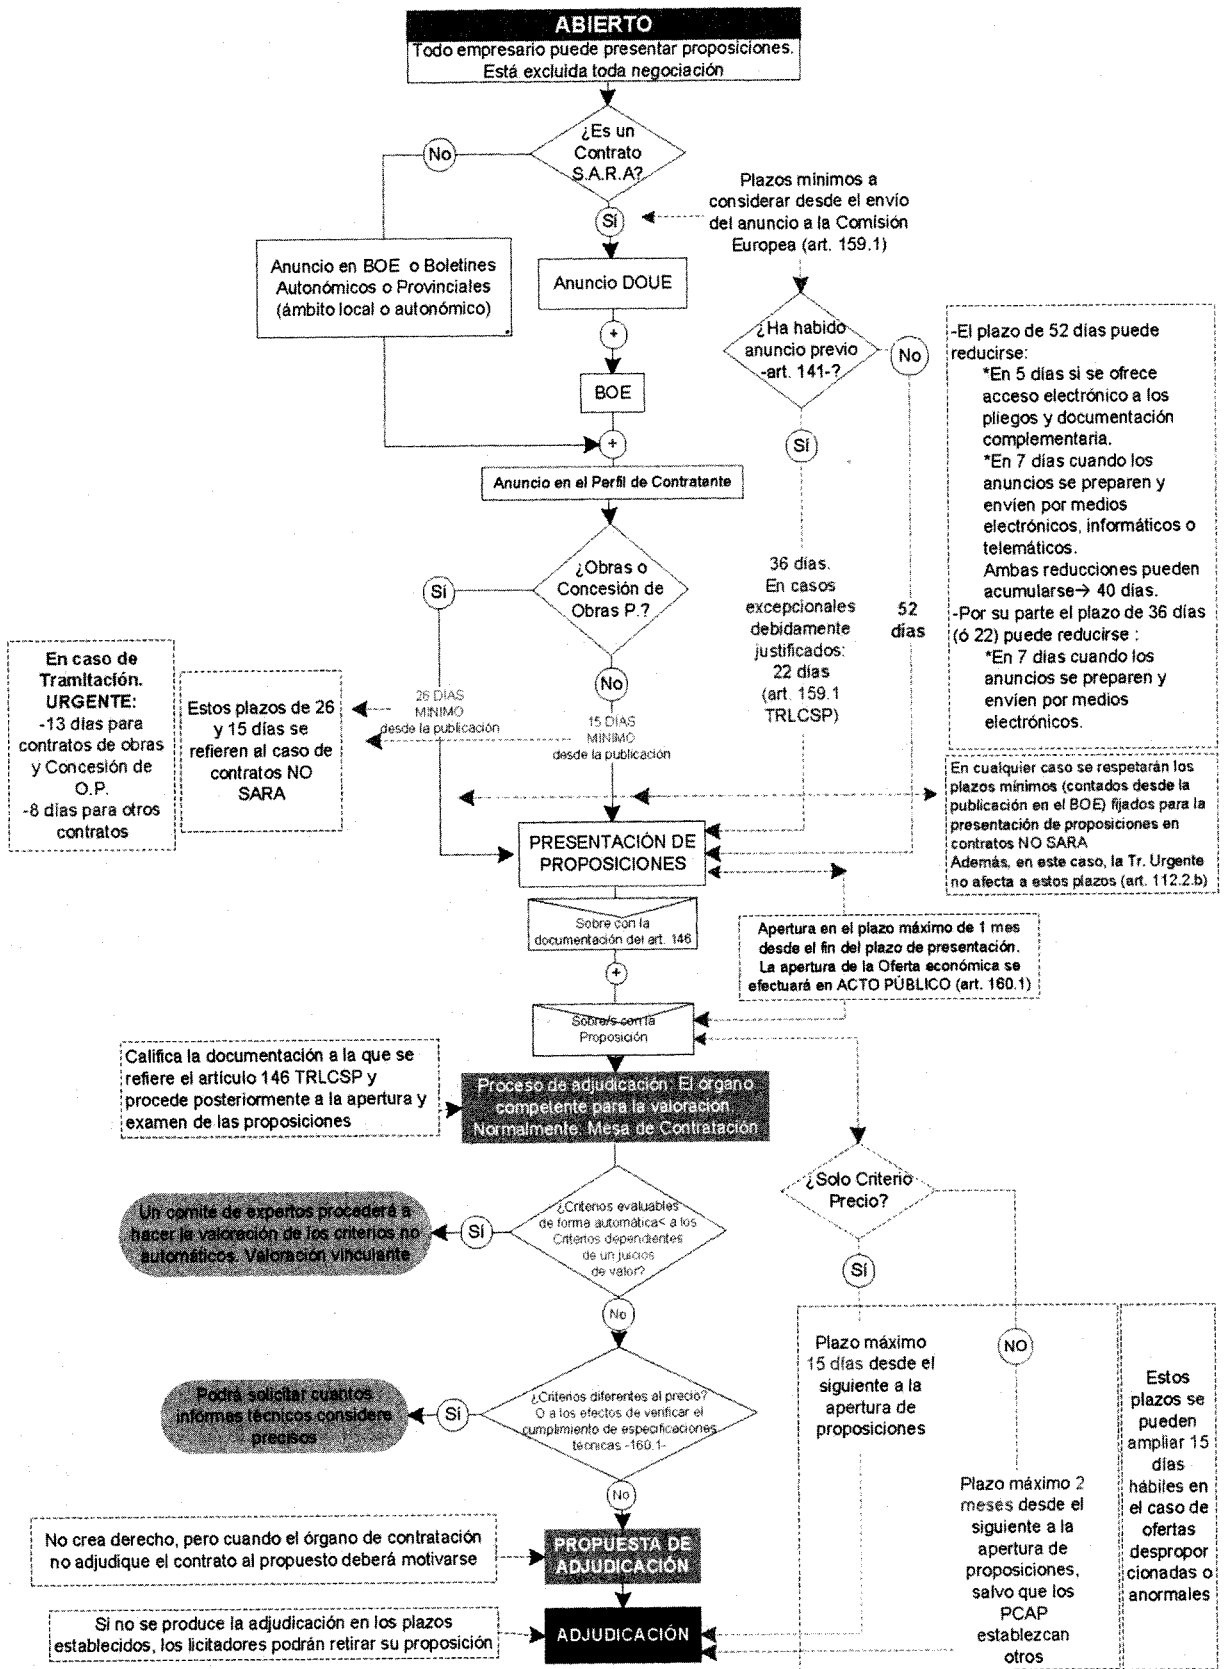 ABIERTO
Todo empresario puede presentar proposiciones.
Está excluida toda negociación
¿Es un
Contrato
S.A.R.A?
No
Sí
Plazos mínimos a
considerar desde el envío
del anuncio a la Comisión
Europea (art. 159.1)
Anuncio en BOE o Boletines
Autonómicos o Provinciales
(ámbito local o autonómico)
Anuncio DOUE
+
BOE
+
Anuncio en el Perfil de Contratante
¿Ha habido
anuncio previo
-art. 141-?
No
Sí
-El plazo de 52 días puede
reducirse:
*En 5 días si se ofrece
acceso electrónico a los
pliegos y documentación
complementaria.
*En 7 días cuando los
anuncios se preparen y
envíen por medios
electrónicos, informáticos o
telemáticos.
Ambas reducciones pueden
acumularse→ 40 días.
-Por su parte el plazo de 36 días
(ó 22) puede reducirse :
*En 7 días cuando los
anuncios se preparen y
envíen por medios
electrónicos.
¿Obras o
Concesión de
Obras P.?
Sí
No
36 días.
En casos
excepcionales
debidamente
justificados:
22 días
(art. 159.1
TRLCSP)
52
días
En caso de
Tramitación.
URGENTE:
-13 días para
contratos de obras
y Concesión de
O.P.
-8 días para otros
contratos
Estos plazos de 26
y 15 días se
refieren al caso de
contratos NO
SARA
26 DÍAS
MÍNIMO
desde la publicación
15 DÍAS
MÍNIMO
desde la publicación
En cualquier caso se respetarán los
plazos mínimos (contados desde la
publicación en el BOE) fijados para la
presentación de proposiciones en
contratos NO SARA
Además, en este caso, la Tr. Urgente
no afecta a estos plazos (art. 112.2.b)
PRESENTACIÓN DE
PROPOSICIONES
Sobre con la
documentación del art. 146
+
Sobre/s con la
Proposición
Apertura en el plazo máximo de 1 mes
desde el fin del plazo de presentación.
La apertura de la Oferta económica se
efectuará en ACTO PÚBLICO (art. 160.1)
Califica la documentación a la que se
refiere el artículo 146 TRLCSP y
procede posteriormente a la apertura y
examen de las proposiciones
Proceso de adjudicación. El órgano
competente para la valoración.
Normalmente. Mesa de Contratación
¿Solo Criterio
Precio?
Sí
NO
¿Criterios evaluables
de forma automática< a los
Criterios dependientes
de un juicios
de valor?
Sí
No
Un comité de expertos procederá a
hacer la valoración de los criterios no
automáticos. Valoración vinculante
¿Criterios diferentes al precio?
O a los efectos de verificar el
cumplimiento de especificaciones
técnicas -160.1-
Sí
No
Podrá solicitar cuantos
informes técnicos considere
precisos
Plazo máximo
15 días desde el
siguiente a la
apertura de
proposiciones
Plazo máximo 2
meses desde el
siguiente a la
apertura de
proposiciones,
salvo que los
PCAP
establezcan
otros
Estos
plazos se
pueden
ampliar 15
días
hábiles en
el caso de
ofertas
despropor
cionadas o
anormales
No crea derecho, pero cuando el órgano de contratación
no adjudique el contrato al propuesto deberá motivarse
PROPUESTA DE
ADJUDICACIÓN
Si no se produce la adjudicación en los plazos
establecidos, los licitadores podrán retirar su proposición
ADJUDICACIÓN